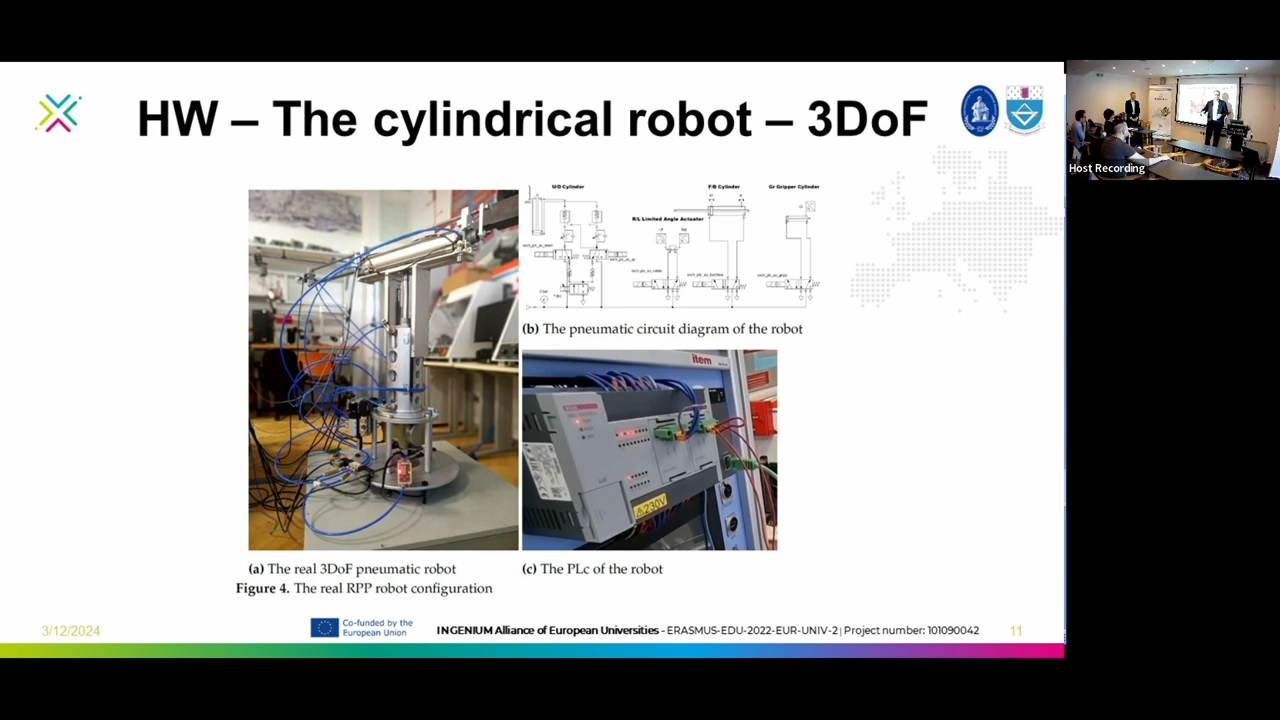 HW – The cylindrical robot – 3DoF
Host Recording
U/D Cylinder
F/B Cylinder
Gr Gripper Cylinder
R/L Limited Angle Actuator
(b) The pneumatic circuit diagram of the robot
item
230V
(a) The real 3DoF pneumatic robot
(c) The PLc of the robot
Figure 4. The real RPP robot configuration
3/12/2024
Co-funded by the
European Union
INGENIUM Alliance of European Universities - ERASMUS-EDU-2022-EUR-UNIV-2 | Project number: 101090042
11